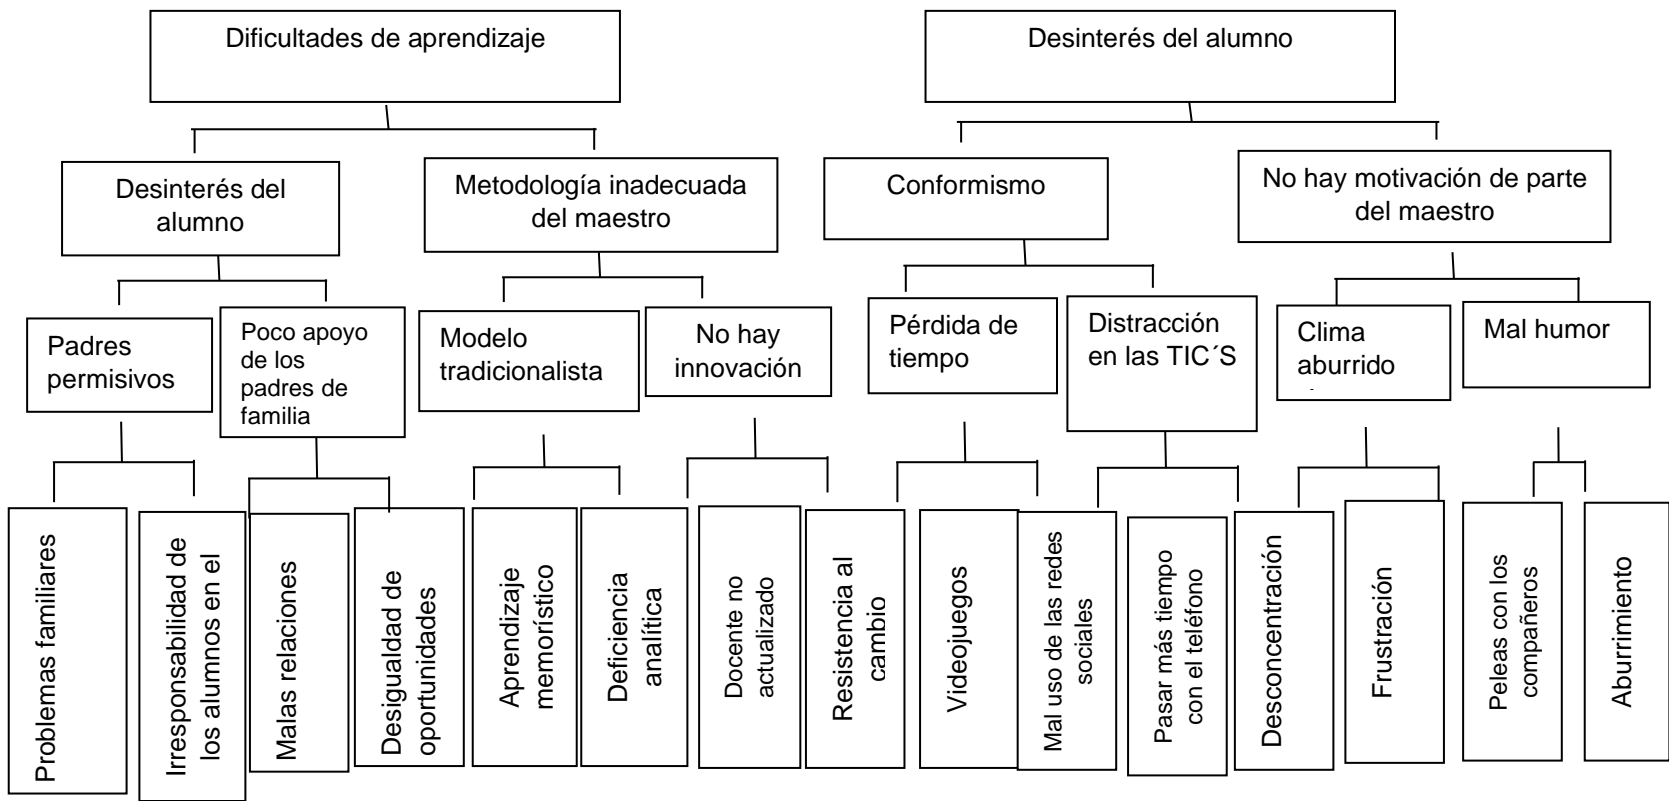 Dificultades de aprendizaje
Desinterés del alumno
Desinterés del
alumno
Metodología inadecuada
del maestro
Conformismo
No hay motivación de parte
del maestro
Padres
permisivos
Poco apoyo
de los
padres de
familia
Modelo
tradicionalista
No hay
innovación
Pérdida de
tiempo
Distracción
en las TIC´S
Clima
aburrido
Mal humor
Problemas familiares
Irresponsabilidad de
los alumnos en el
Malas relaciones
Desigualdad de
oportunidades
Aprendizaje
memorístico
Deficiencia
analítica
Docente no
actualizado
Resistencia al
cambio
Videojuegos
Mal uso de las redes
sociales
Pasar más tiempo
con el teléfono
Desconcentración
Frustración
Peleas con los
compañeros
Aburrimiento